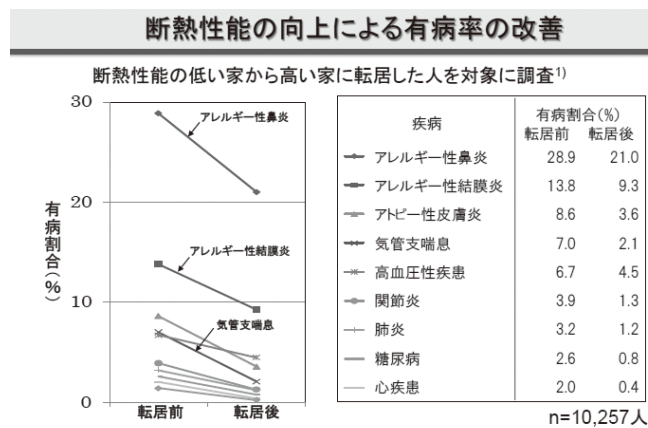 断熱性能の向上による有病率の改善
断熱性能の低い家から高い家に転居した人を対象に調査1)
30
20
10
0
有病割合(%)
アレルギー性鼻炎
アレルギー性結膜炎
気管支喘息
転居前 転居後
疾病 有病割合(%)
転居前 転居後
アレルギー性鼻炎 28.9 21.0
アレルギー性結膜炎 13.8 9.3
アトピー性皮膚炎 8.6 3.6
気管支喘息 7.0 2.1
高血圧性疾患 6.7 4.5
関節炎 3.9 1.3
肺炎 3.2 1.2
糖尿病 2.6 0.8
心疾患 2.0 0.4
n=10,257人